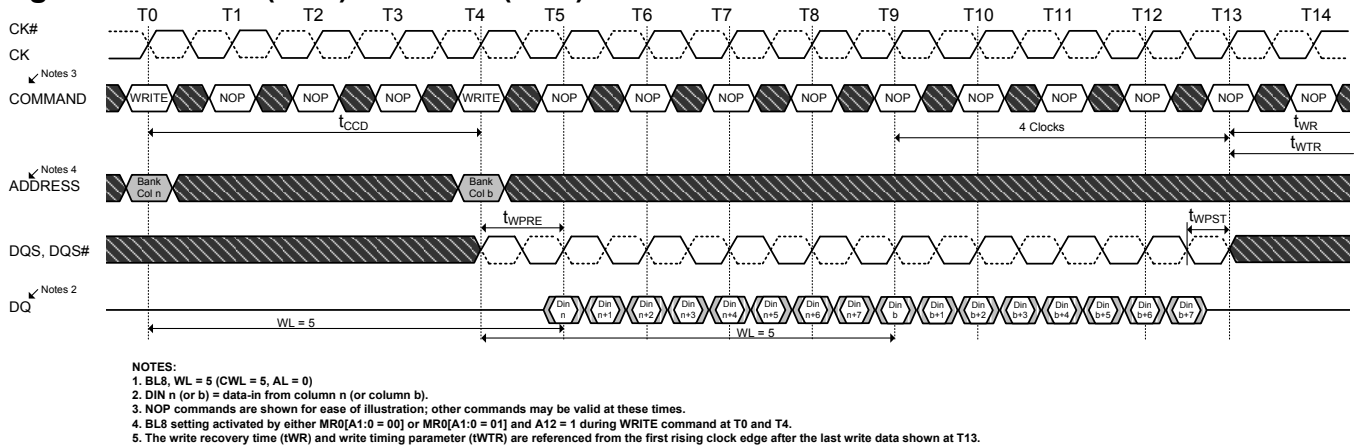 T0 T1 T2 T3 T4 T5 T6 T7 T8 T9 T10 T11 T12 T13 T14
CK#
CK
Notes 3
COMMAND WRITE NOP NOP NOP WRITE NOP NOP NOP NOP NOP NOP NOP NOP NOP NOP
tCCD 4 Clocks tWR
tWTR
Notes 4
ADDRESS Bank Col n Bank Col b
tWPRE tWPST
DQS, DQS#
Notes 2
DQ Din n Din n+1 Din n+2 Din n+3 Din n+4 Din n+5 Din n+6 Din n+7 Din b Din b+1 Din b+2 Din b+3 Din b+4 Din b+5 Din b+6 Din b+7
WL = 5 WL = 5
NOTES:
1. BL8, WL = 5 (CWL = 5, AL = 0)
2. DIN n (or b) = data-in from column n (or column b).
3. NOP commands are shown for ease of illustration; other commands may be valid at these times.
4. BL8 setting activated by either MR0[A1:0 = 00] or MR0[A1:0 = 01] and A12 = 1 during WRITE command at T0 and T4.
5. The write recovery time (tWR) and write timing parameter (tWTR) are referenced from the first rising clock edge after the last write data shown at T13.